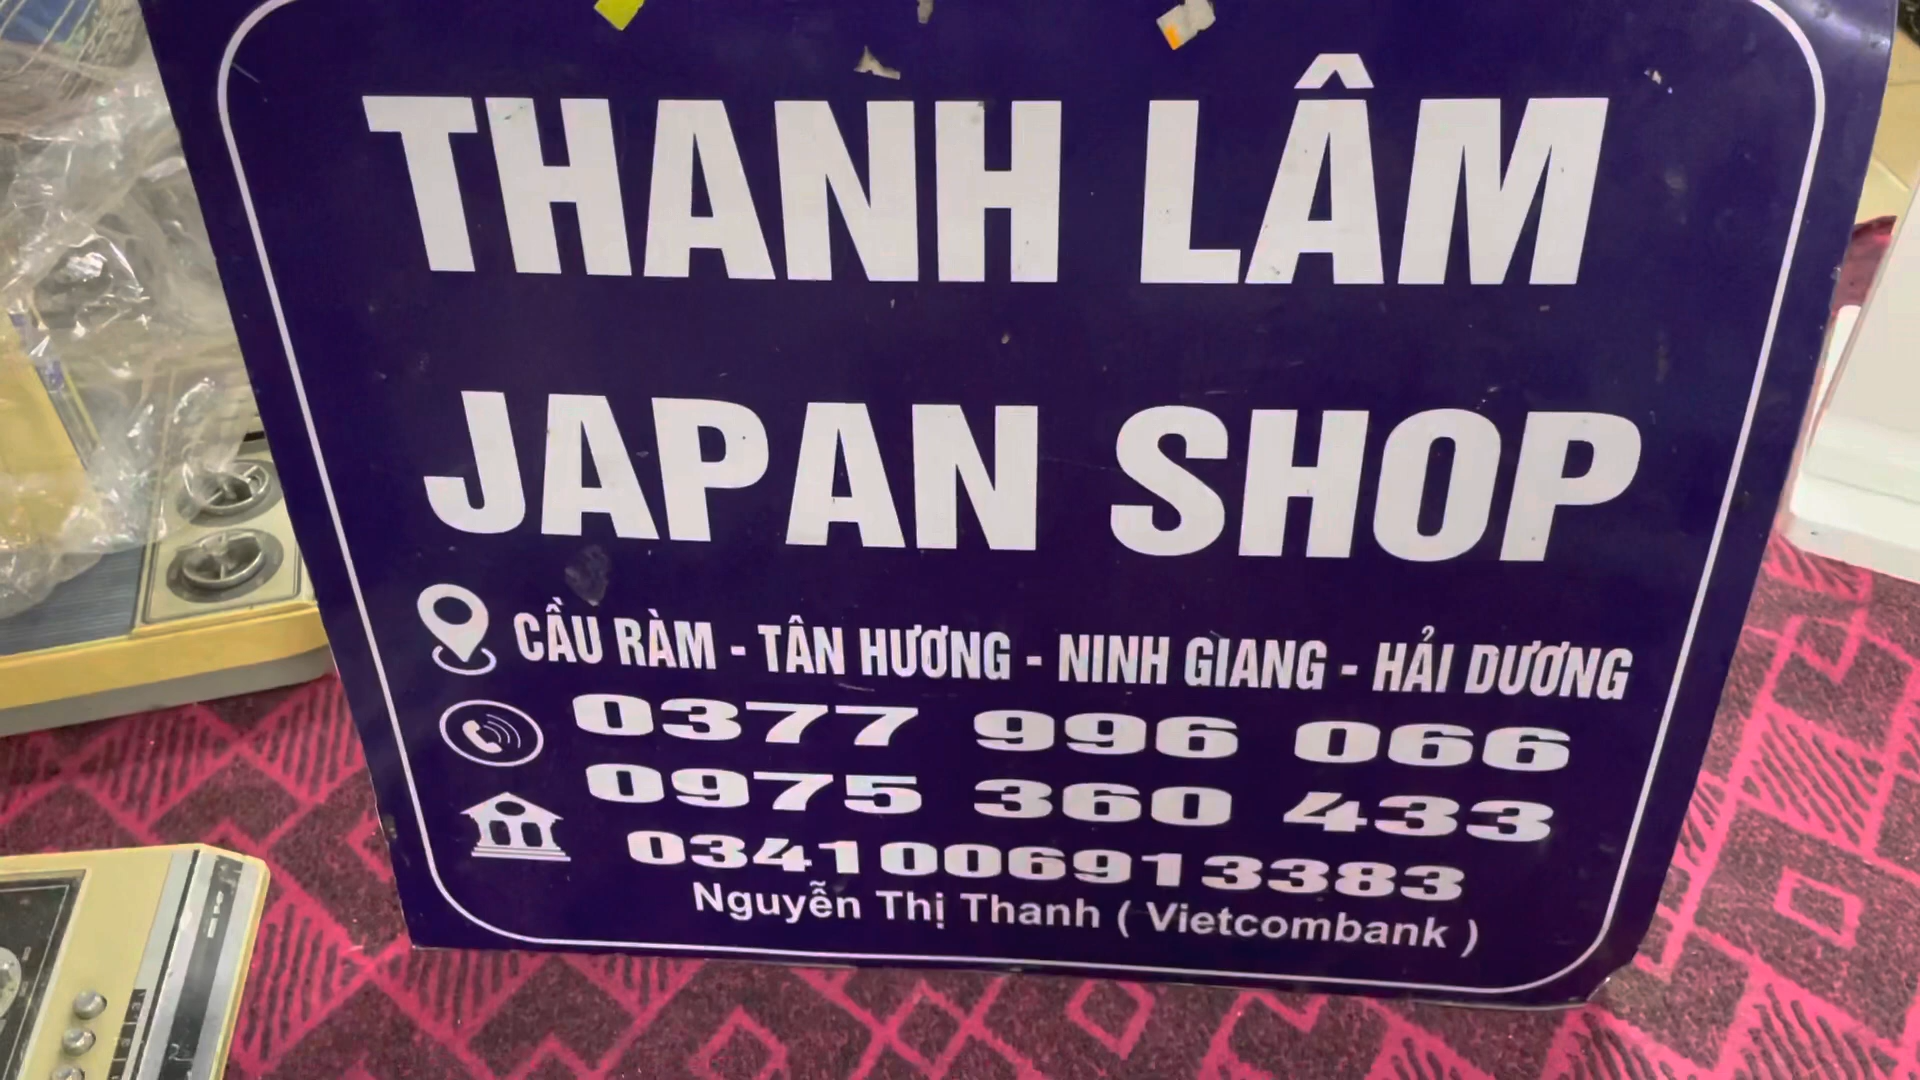 THANH LÂM
JAPAN SHOP
CẦU RÀM - TÂN HƯƠNG - NINH GIANG - HẢI DƯƠNG
0377 996 066
0975 360 433
0341006913383
Nguyễn Thị Thanh ( Vietcombank )